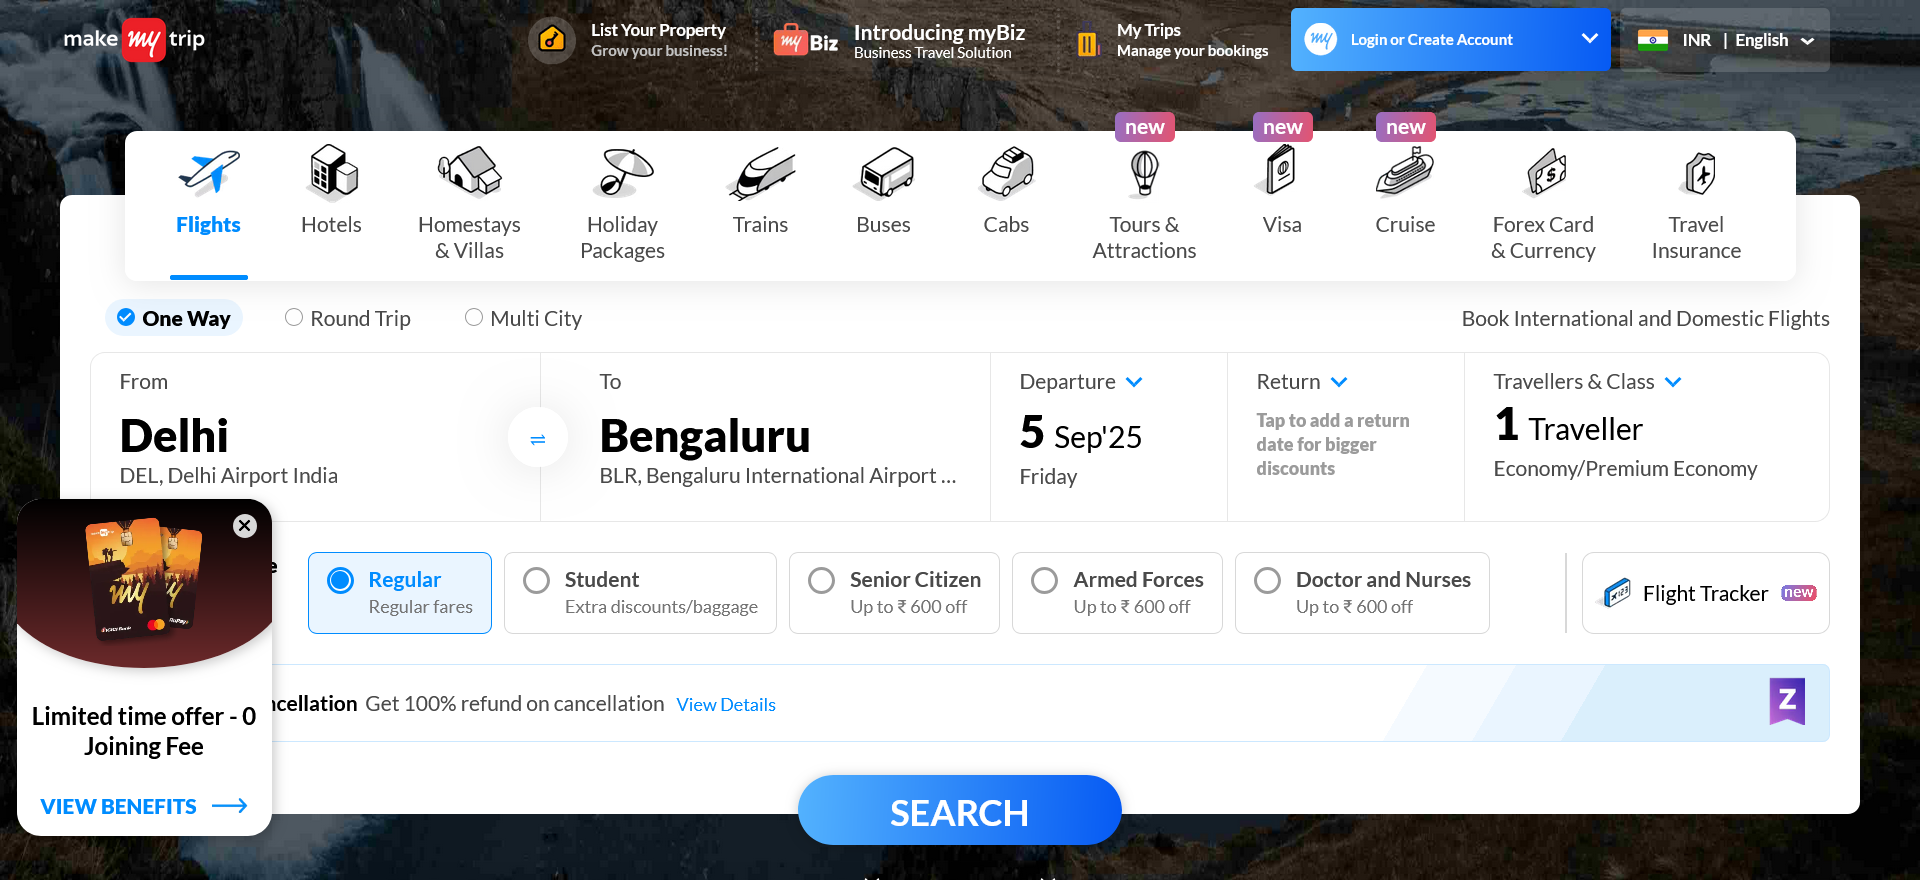 make my trip
List Your Property
Grow your business!
my Biz
Introducing myBiz
Business Travel Solution
My Trips
Manage your bookings
my
Login or Create Account
INR | English
new
new
new
Flights
Hotels
Homestays
& Villas
Holiday
Packages
Trains
Buses
Cabs
Tours &
Attractions
Visa
Cruise
Forex Card
& Currency
Travel
Insurance
One Way
Round Trip
Multi City
Book International and Domestic Flights
From
Delhi
DEL, Delhi Airport India
To
Bengaluru
BLR, Bengaluru International Airport ...
Departure
5 Sep'25
Friday
Return
Tap to add a return
date for bigger
discounts
Travellers & Class
1 Traveller
Economy/Premium Economy
Regular
Regular fares
Student
Extra discounts/baggage
Senior Citizen
Up to ₹ 600 off
Armed Forces
Up to ₹ 600 off
Doctor and Nurses
Up to ₹ 600 off
Flight Tracker new
ncellation Get 100% refund on cancellation View Details
Z
my
ICICI Bank
RuPay
Limited time offer - 0
Joining Fee
VIEW BENEFITS
SEARCH